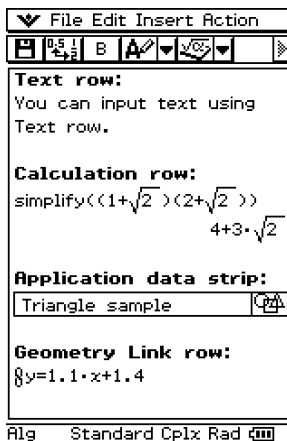 File Edit Insert Action
B
Text row:
You can input text using
Text row.
Calculation row:
simplify((1+√2)(2+√2))
4+3·√2
Application data strip:
Triangle sample
Geometry Link row:
y=1.1·x+1.4
Alg Standard Cplx Rad